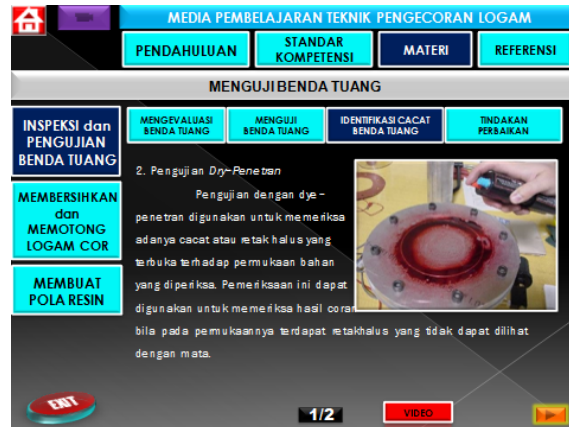 MEDIA PEMBELAJARAN TEKNIK PENGECORAN LOGAM
PENDAHULUAN
STANDAR
KOMPETENSI
MATERI
REFERENSI
MENGUJI BENDA TUANG
INSPEKSI dan
PENGUJIAN
BENDA TUANG
MEMBERSIHKAN
dan
MEMOTONG
LOGAM COR
MEMBUAT
POLA RESIN
MENGEVALUASI
BENDA TUANG
MENGUJI
BENDA TUANG
IDENTIFIKASI CACAT
BENDA TUANG
TINDAKAN
PERBAIKAN
2. Pengujian Dry-Penetran
Pengujian dengan dye –
penetran digunakan untuk memeriksa
adanya cacat atau retak halus yang
terbuka terhadap permukaan bahan
yang diperiksa. Pemeriksaan ini dapat
digunakan untuk memeriksa hasil coran
bila pada permukaannya terdapat retakhalus yang tidak dapat dilihat
dengan mata.
EXIT
1/2
VIDEO